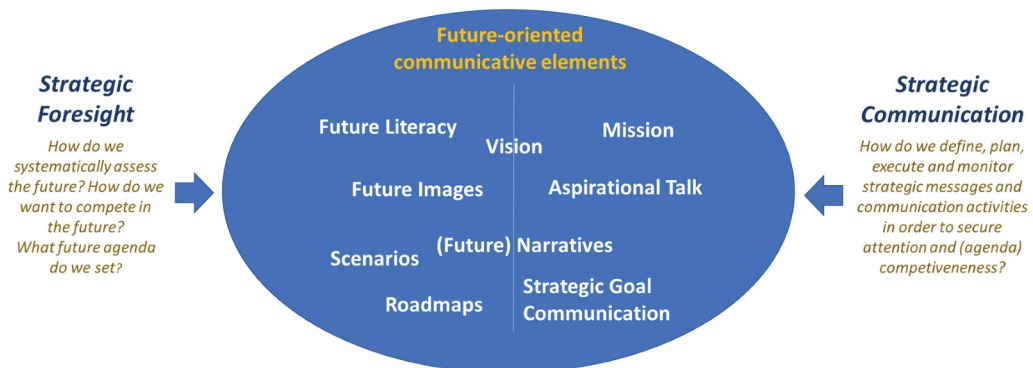 Future-oriented
communicative elements
Strategic
Foresight
How do we
systematically assess
the future? How do we
want to compete in
the future?
What future agenda
do we set?
Future Literacy
Vision
Mission
Future Images
Aspirational Talk
(Future) Narratives
Scenarios
Roadmaps
Strategic Goal
Communication
Strategic
Communication
How do we define, plan,
execute and monitor
strategic messages and
communication activities
in order to secure
attention and (agenda)
competiveness?